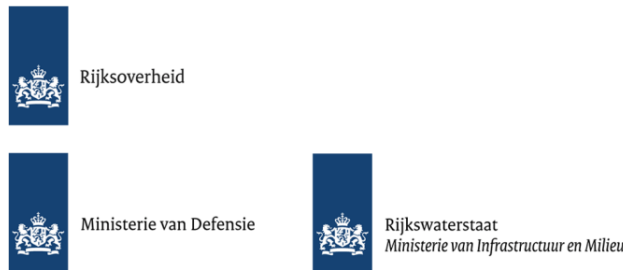 Rijksoverheid
Ministerie van Defensie
Rijkswaterstaat
Ministerie van Infrastructuur en Milieu